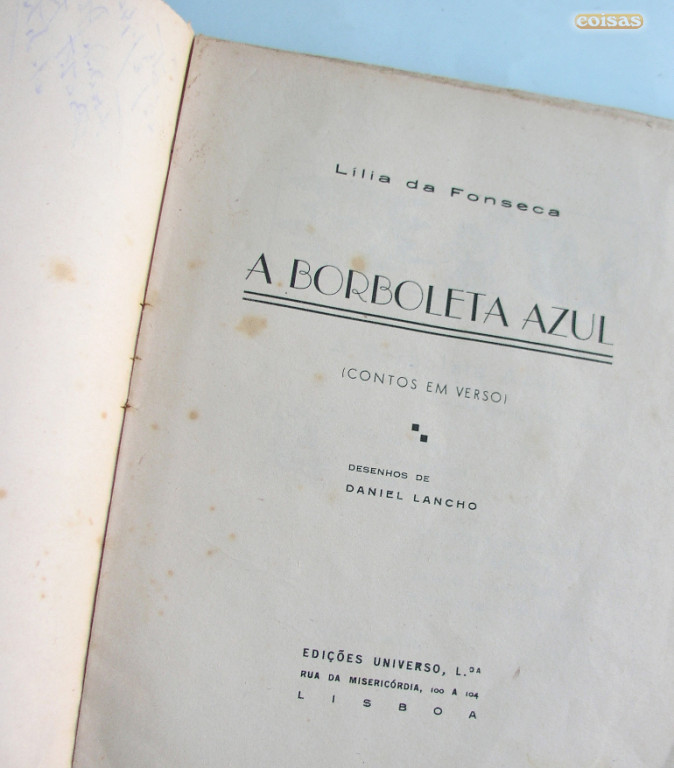 coisas
Lília da Fonseca
A BORBOLETA AZUL
(CONTOS EM VERSO)
DESENHOS DE
DANIEL LANCHO
EDIÇÕES UNIVERSO, L.DA
RUA DA MISERICÓRDIA, 100 A 104
LISBOA